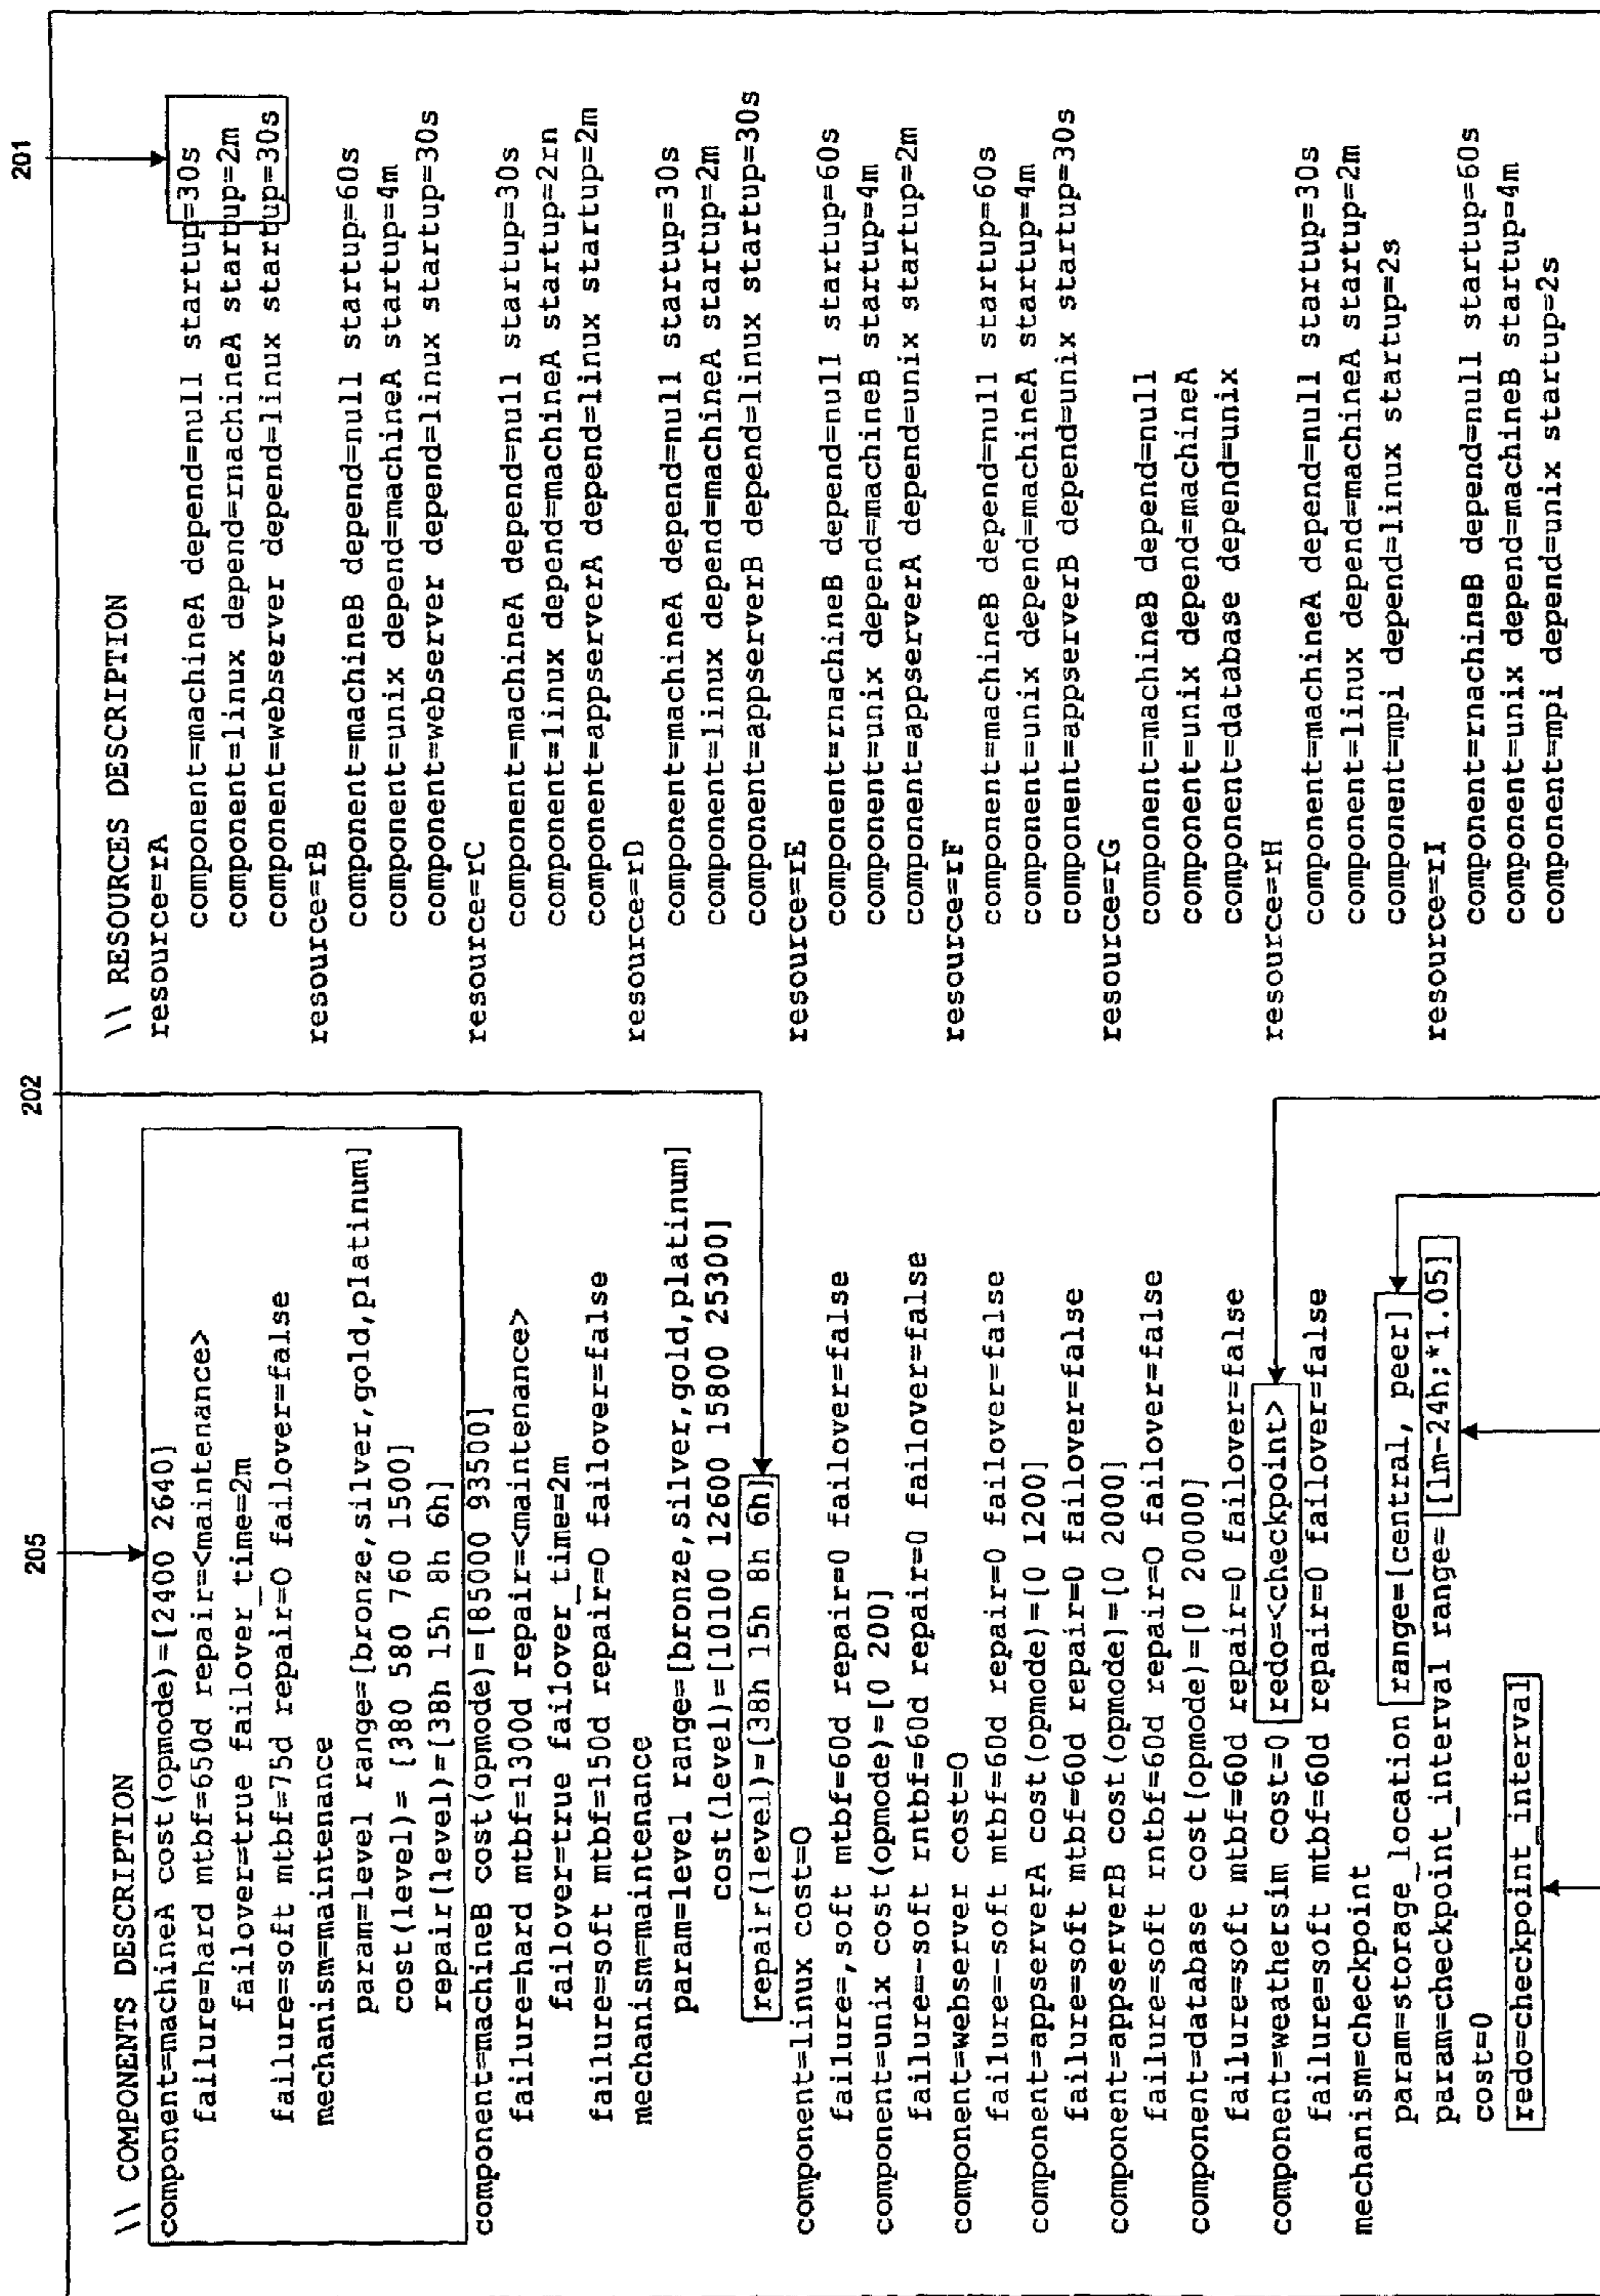 205
202
201
\\ COMPONENTS DESCRIPTION
component=machineA cost(opmode)=[2400 2640]
failure=hard mtbf=650d repair=<maintenance>
failover=true failover_time=2m
failure=soft mtbf=75d repair=0 failover=false
mechanism=maintenance
param=level range=[bronze,silver,gold,platinum]
cost(level)= [380 580 760 1500]
repair(level)=[38h 15h 8h 6h]
component=machineB cost(opmode)=[85000 93500]
failure=hard mtbf=1300d repair=<maintenance>
failover=true failover_time=2m
failure=soft mtbf=150d repair=0 failover=false
mechanism=maintenance
param=level range=[bronze,silver,gold,platinum]
cost(level)=[10100 12600 15800 25300]
repair(level)=[38h 15h 8h 6h]
component=linux cost=0
failure=,soft mtbf=60d repair=0 failover=false
component=unix cost(opmode)=[0 200]
failure=-soft rntbf=60d repair=0 failover=false
component=webserver cost=0
failure=-soft mtbf=60d repair=0 failover=false
component=appserverA cost(opmode)=[0 1200]
failure=soft mtbf=60d repair=0 failover=false
component=appserverB cost(opmode)=[0 2000]
failure=soft rntbf=60d repair=0 failover=false
component=database cost(opmode)=[0 20000]
failure=soft mtbf=60d repair=0 failover=false
component=weathersim cost=0 redo=<checkpoint>
failure=soft mtbf=60d repair=0 failover=false
mechanism=checkpoint
param=storage_location range=[central, peer]
param=checkpoint_interval range=[1m-24h;*1.05]
cost=0
redo=checkpoint_interval
\\ RESOURCES DESCRIPTION
resource=rA
component=machineA depend=null startup=30s
component=linux depend=rnachineA startup=2m
component=webserver depend=linux startup=30s
resource=rB
component=machineB depend=null startup=60s
component=unix depend=machineA startup=4m
component=webserver depend=linux startup=30s
resource=rC
component=machineA depend=null startup=30s
component=linux depend=machineA startup=2rn
component=appserverA depend=linux startup=2m
resource=rD
component=machineA depend=null startup=30s
component=linux depend=machineA startup=2m
component=appserverB depend=linux startup=30s
resource=rE
component=rnachineB depend=null startup=60s
component=unix depend=machineB startup=4m
component=appserverA depend=unix startup=2m
resource=rF
component=machineB depend=null startup=60s
component=unix depend=machineA startup=4m
component=appserverB depend=unix startup=30s
resource=rG
component=machineB depend=null
component=unix depend=machineA
component=database depend=unix
resource=rH
component=machineA depend=null startup=30s
component=linux depend=machineA startup=2m
component=mpi depend=linux startup=2s
resource=rI
component=rnachineB depend=null startup=60s
component=unix depend=machineB startup=4m
component=mpi depend=unix startup=2s